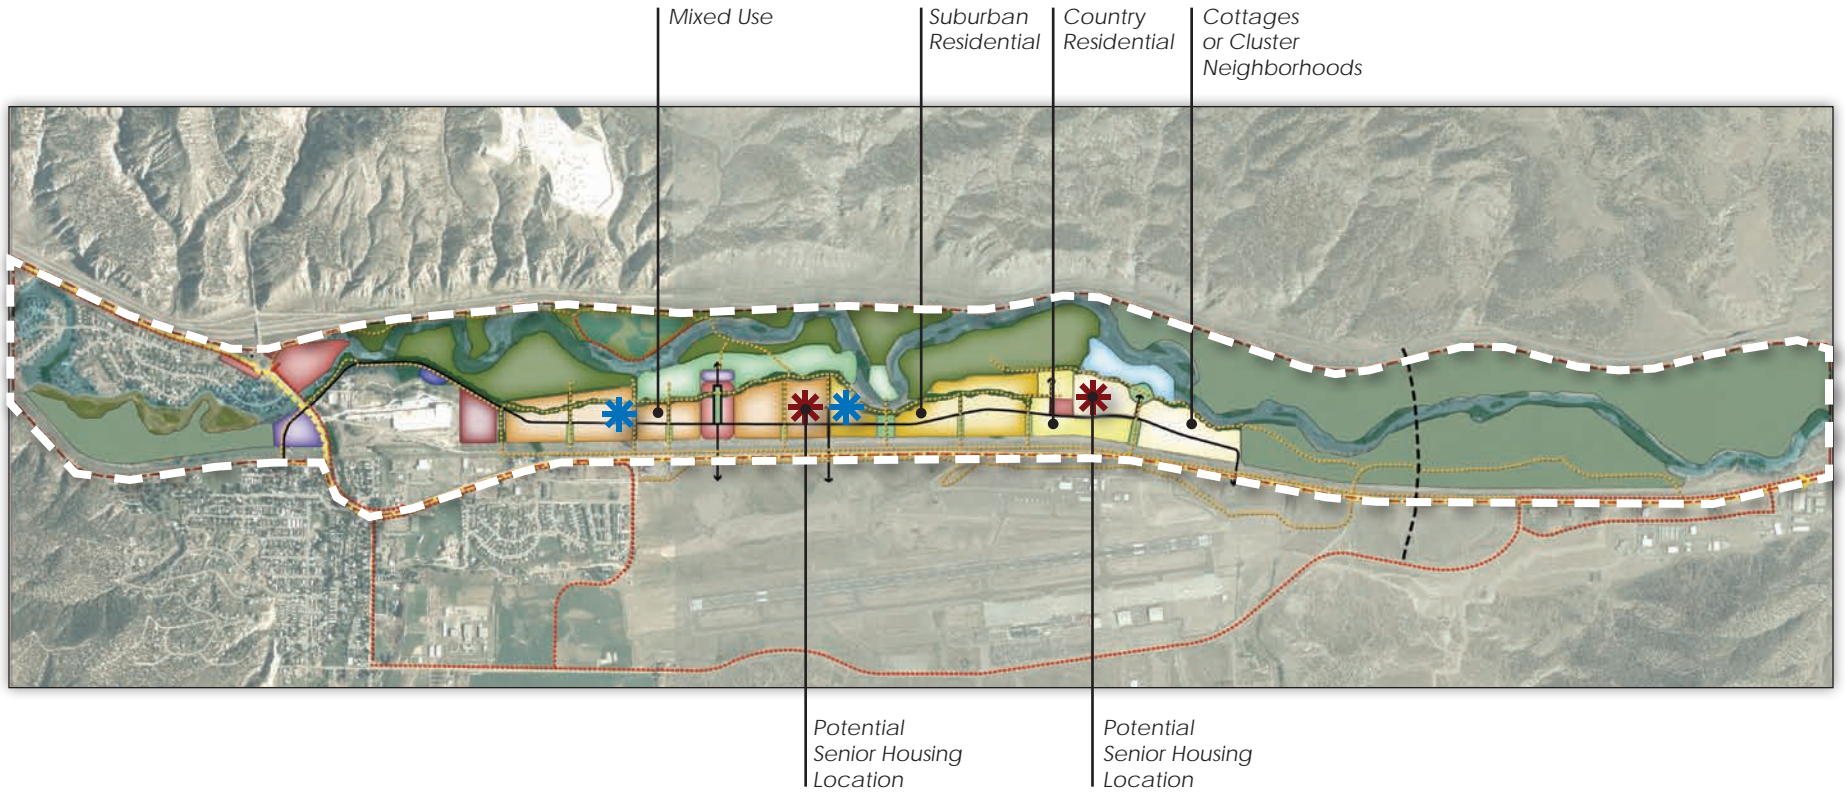 Mixed Use
Suburban
Residential
Country
Residential
Cottages
or Cluster
Neighborhoods
Potential
Senior Housing
Location
Potential
Senior Housing
Location